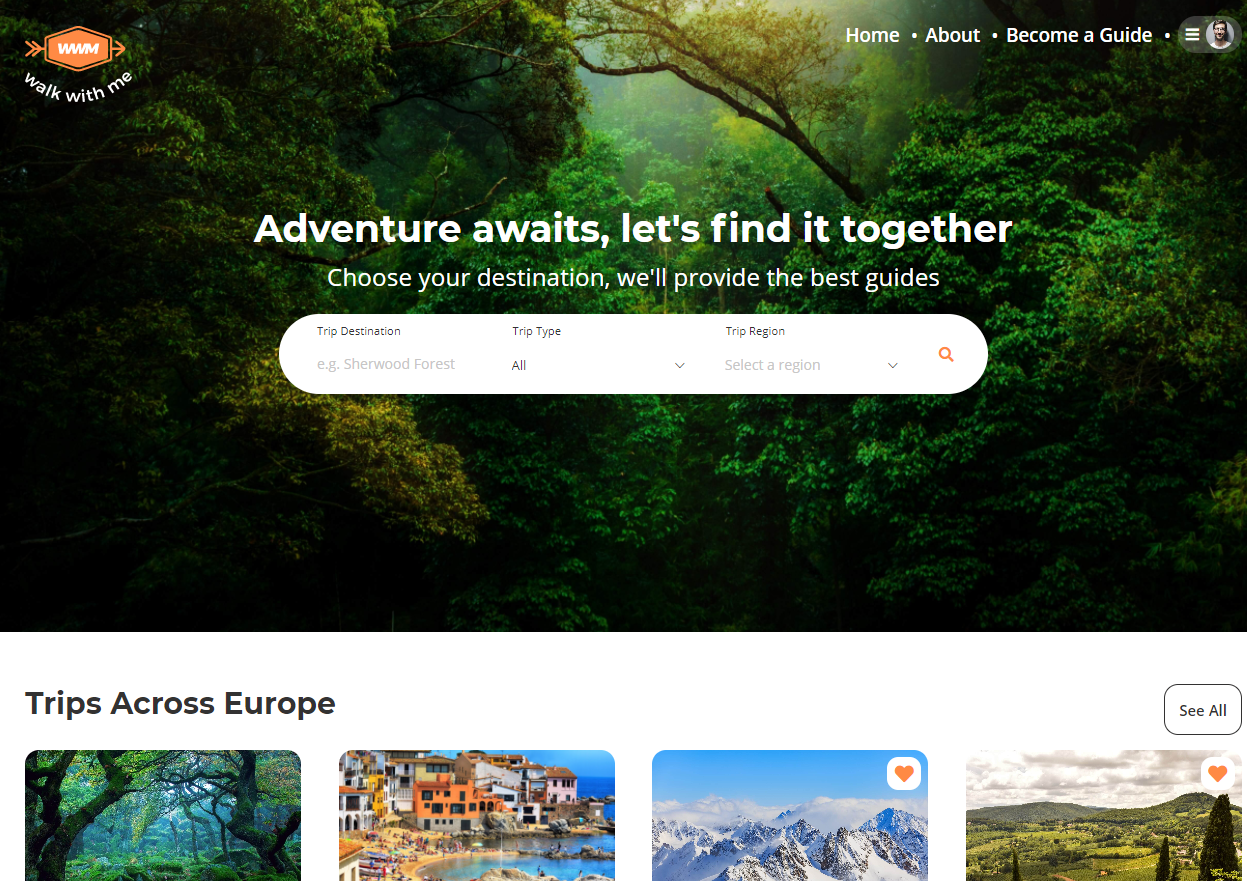 WWM
walk with me
Home • About • Become a Guide •
Adventure awaits, let's find it together
Choose your destination, we'll provide the best guides
Trip Destination
e.g. Sherwood Forest
Trip Type
All
Trip Region
Select a region
Trips Across Europe
See All